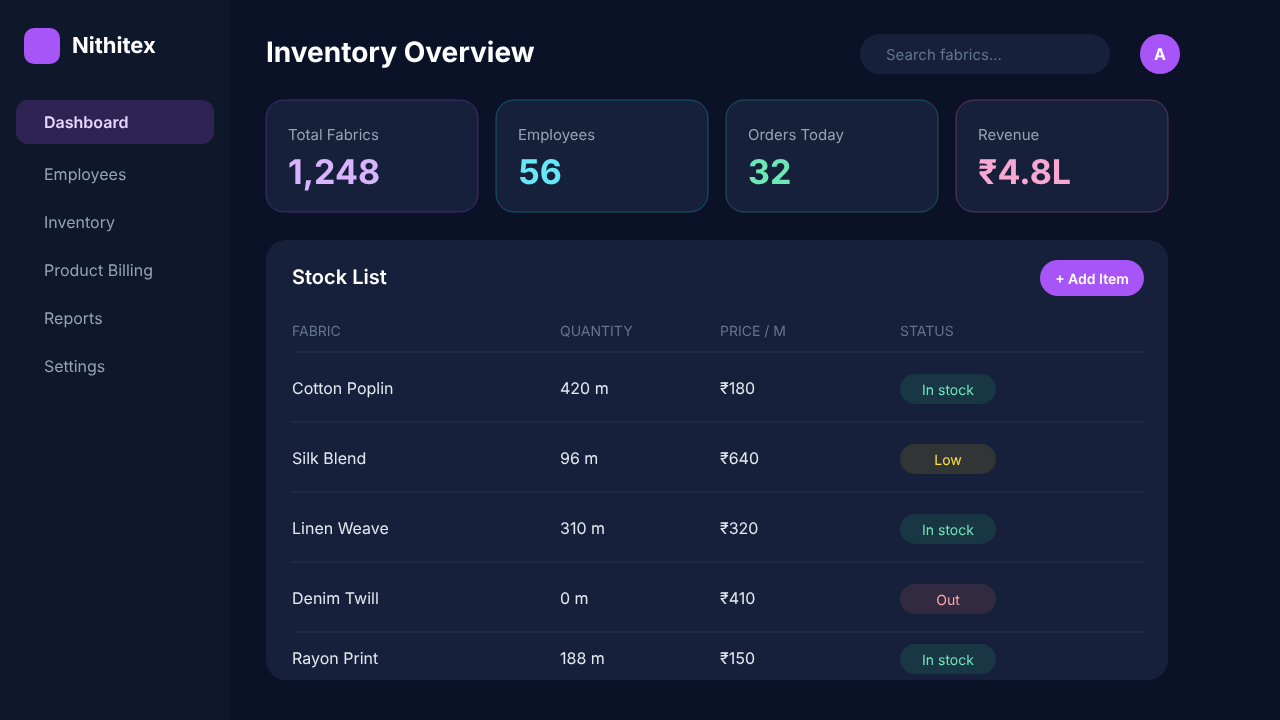 Nithitex
Dashboard
Employees
Inventory
Product Billing
Reports
Settings
Inventory Overview
Search fabrics...
A
Total Fabrics
1,248
Employees
56
Orders Today
32
Revenue
₹4.8L
Stock List
+ Add Item
FABRIC QUANTITY PRICE / M STATUS
Cotton Poplin 420 m ₹180 In stock
Silk Blend 96 m ₹640 Low
Linen Weave 310 m ₹320 In stock
Denim Twill 0 m ₹410 Out
Rayon Print 188 m ₹150 In stock